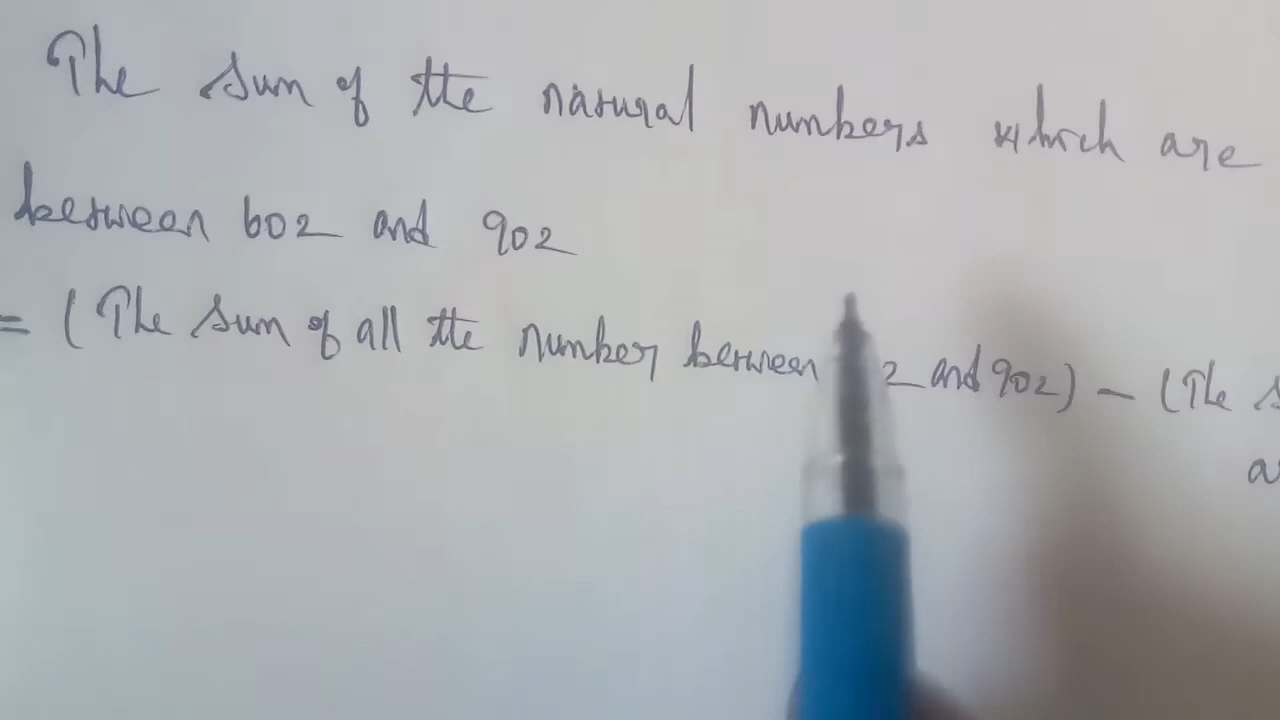 The sum of the natural numbers which are
between 602 and 902
= (The sum of all the number between 2 and 902) - (The